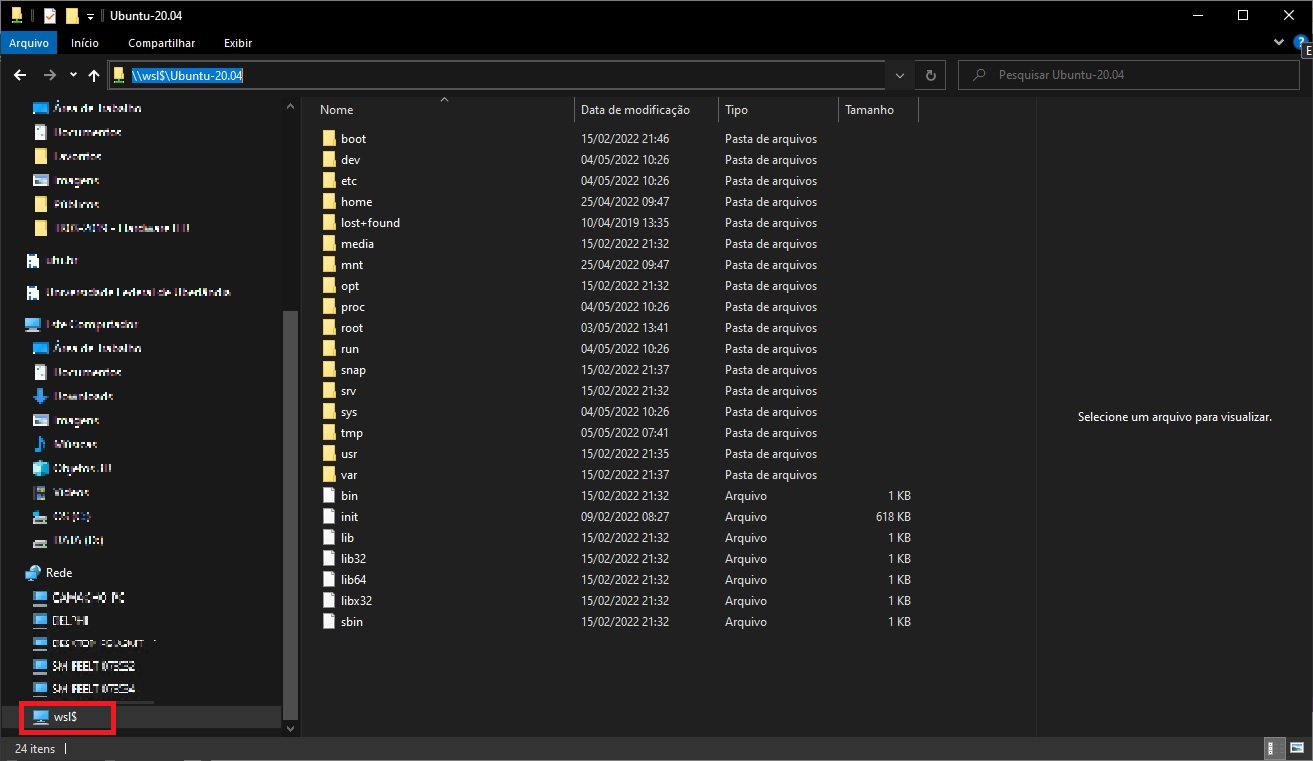 Ubuntu-20.04
Arquivo Início Compartilhar Exibir
?
E
\\wsl$\Ubuntu-20.04
Pesquisar Ubuntu-20.04
Área de Trabalho
Documentos
Favoritos
Imagens
Públicos
ufu.br
Universidade Federal de Uberlândia
Este Computador
Área de Trabalho
Documentos
Downloads
Imagens
Músicas
Objetos 3D
Vídeos
OS (C:)
DATA (D:)
Rede
DELPHI
wsl$
Nome Data de modificação Tipo Tamanho
boot 15/02/2022 21:46 Pasta de arquivos
dev 04/05/2022 10:26 Pasta de arquivos
etc 04/05/2022 10:26 Pasta de arquivos
home 25/04/2022 09:47 Pasta de arquivos
lost+found 10/04/2019 13:35 Pasta de arquivos
media 15/02/2022 21:32 Pasta de arquivos
mnt 25/04/2022 09:47 Pasta de arquivos
opt 15/02/2022 21:32 Pasta de arquivos
proc 04/05/2022 10:26 Pasta de arquivos
root 03/05/2022 13:41 Pasta de arquivos
run 04/05/2022 10:26 Pasta de arquivos
snap 15/02/2022 21:37 Pasta de arquivos
srv 15/02/2022 21:32 Pasta de arquivos
sys 04/05/2022 10:26 Pasta de arquivos
tmp 05/05/2022 07:41 Pasta de arquivos
usr 15/02/2022 21:35 Pasta de arquivos
var 15/02/2022 21:37 Pasta de arquivos
bin 15/02/2022 21:32 Arquivo 1 KB
init 09/02/2022 08:27 Arquivo 618 KB
lib 15/02/2022 21:32 Arquivo 1 KB
lib32 15/02/2022 21:32 Arquivo 1 KB
lib64 15/02/2022 21:32 Arquivo 1 KB
libx32 15/02/2022 21:32 Arquivo 1 KB
sbin 15/02/2022 21:32 Arquivo 1 KB
Selecione um arquivo para visualizar.
24 itens